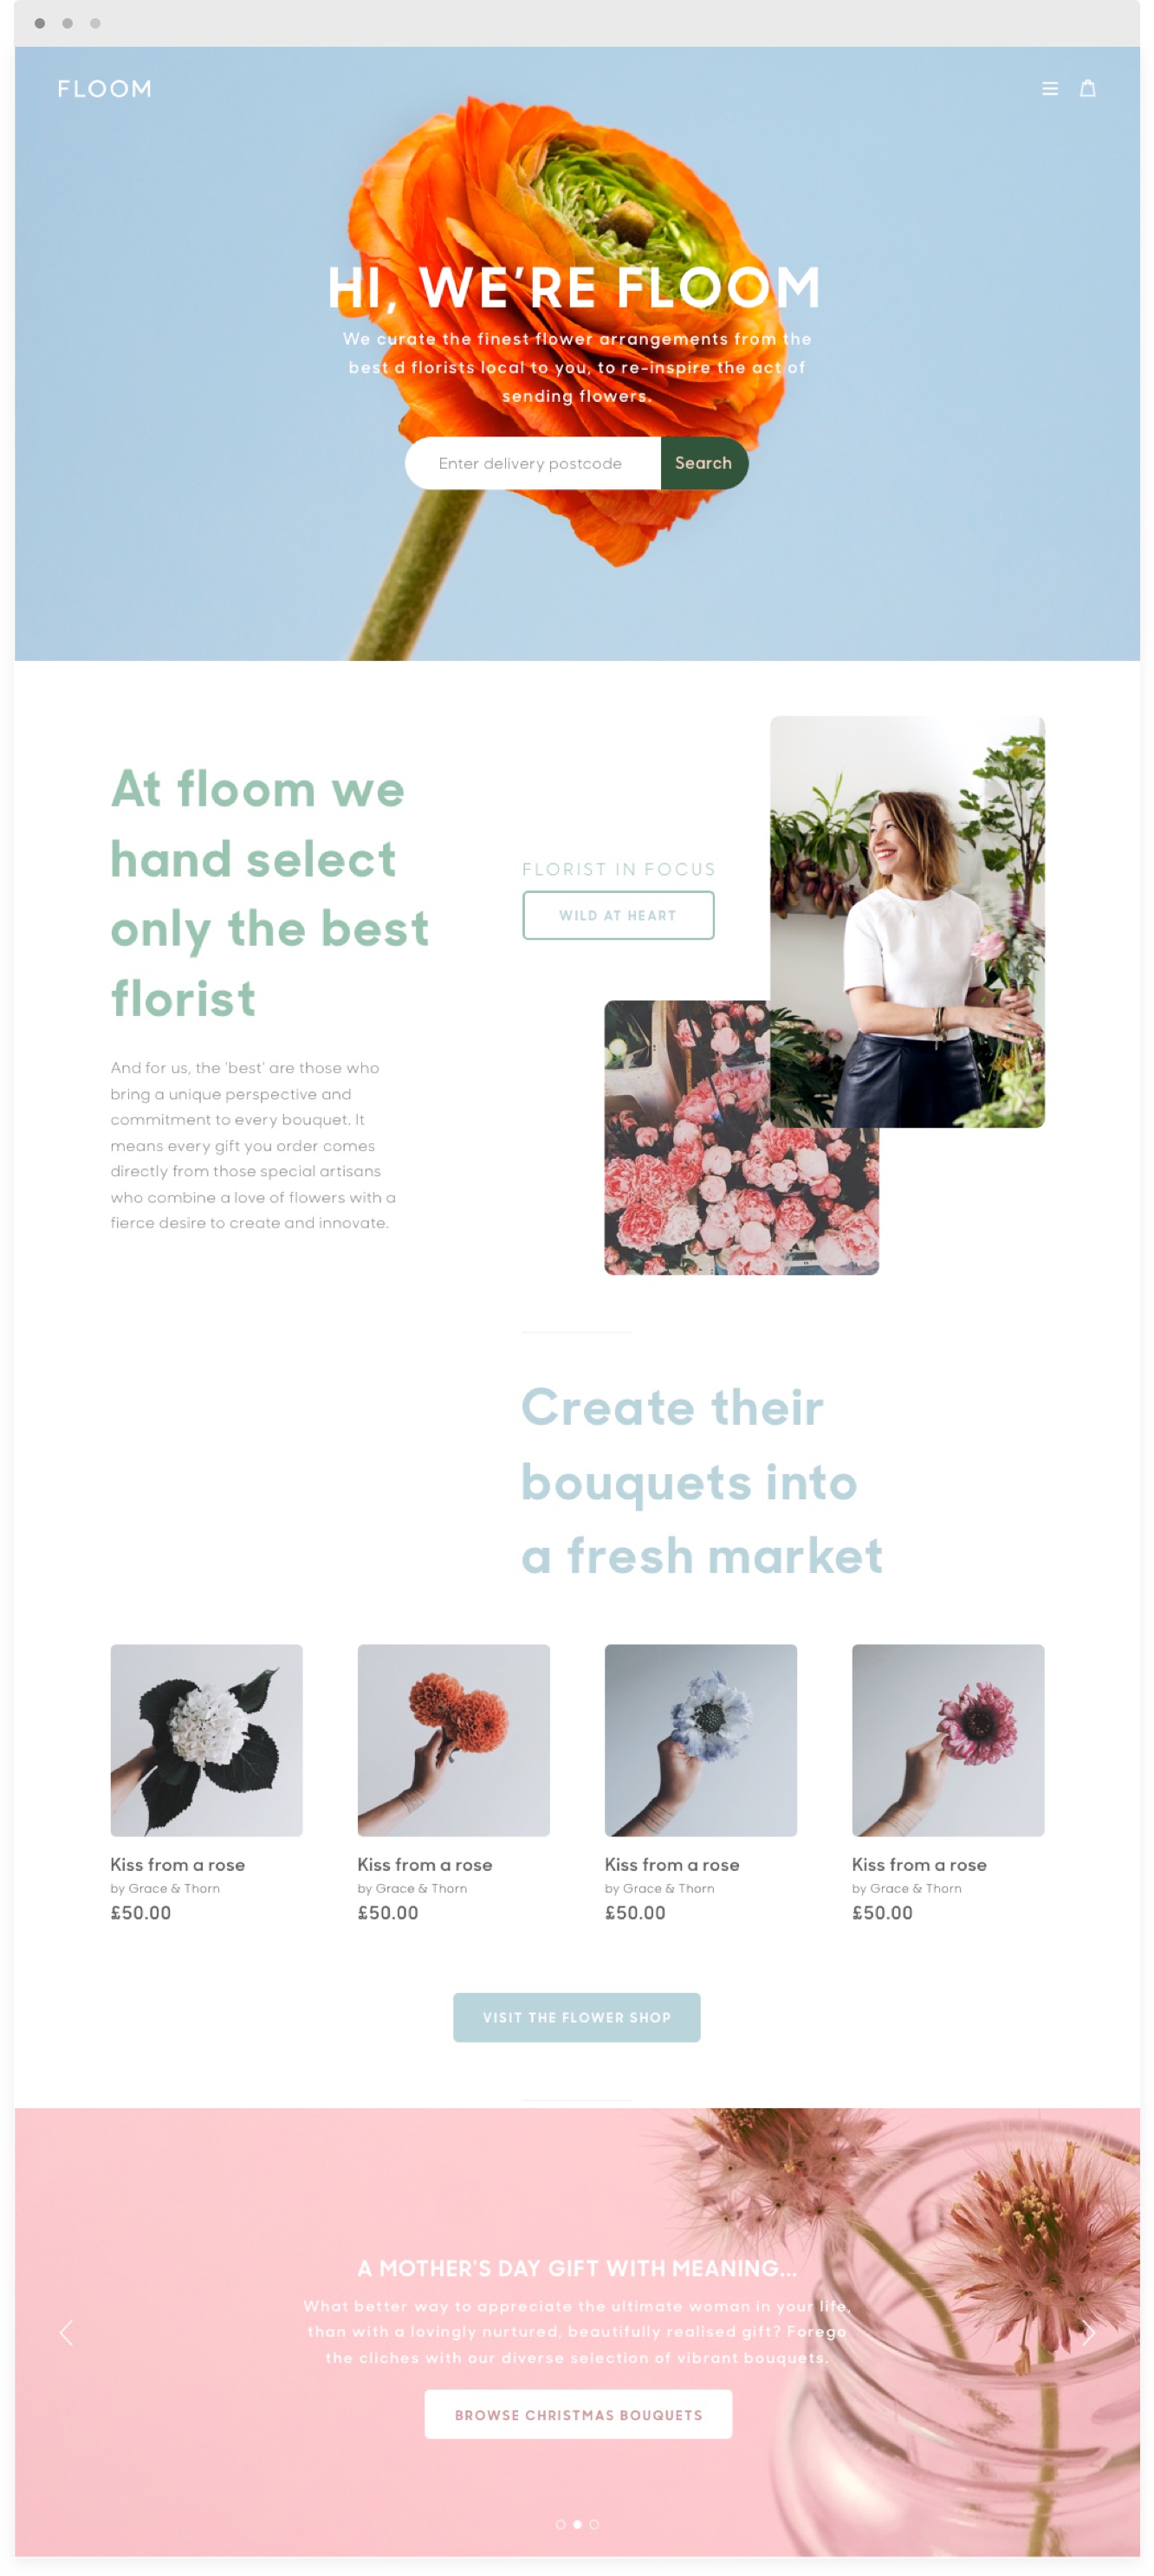 FLOOM
HI, WE'RE FLOOM
We curate the finest flower arrangements from the
best d florists local to you, to re-inspire the act of
sending flowers.
Enter delivery postcode
Search
At floom we
hand select
only the best
florist
And for us, the 'best' are those who
bring a unique perspective and
commitment to every bouquet. It
means every gift you order comes
directly from those special artisans
who combine a love of flowers with a
fierce desire to create and innovate.
FLORIST IN FOCUS
WILD AT HEART
Create their
bouquets into
a fresh market
Kiss from a rose
by Grace & Thorn
£50.00
Kiss from a rose
by Grace & Thorn
£50.00
Kiss from a rose
by Grace & Thorn
£50.00
Kiss from a rose
by Grace & Thorn
£50.00
VISIT THE FLOWER SHOP
A MOTHER'S DAY GIFT WITH MEANING...
What better way to appreciate the ultimate woman in your life,
than with a lovingly nurtured, beautifully realised gift? Forego
the cliches with our diverse selection of vibrant bouquets.
BROWSE CHRISTMAS BOUQUETS